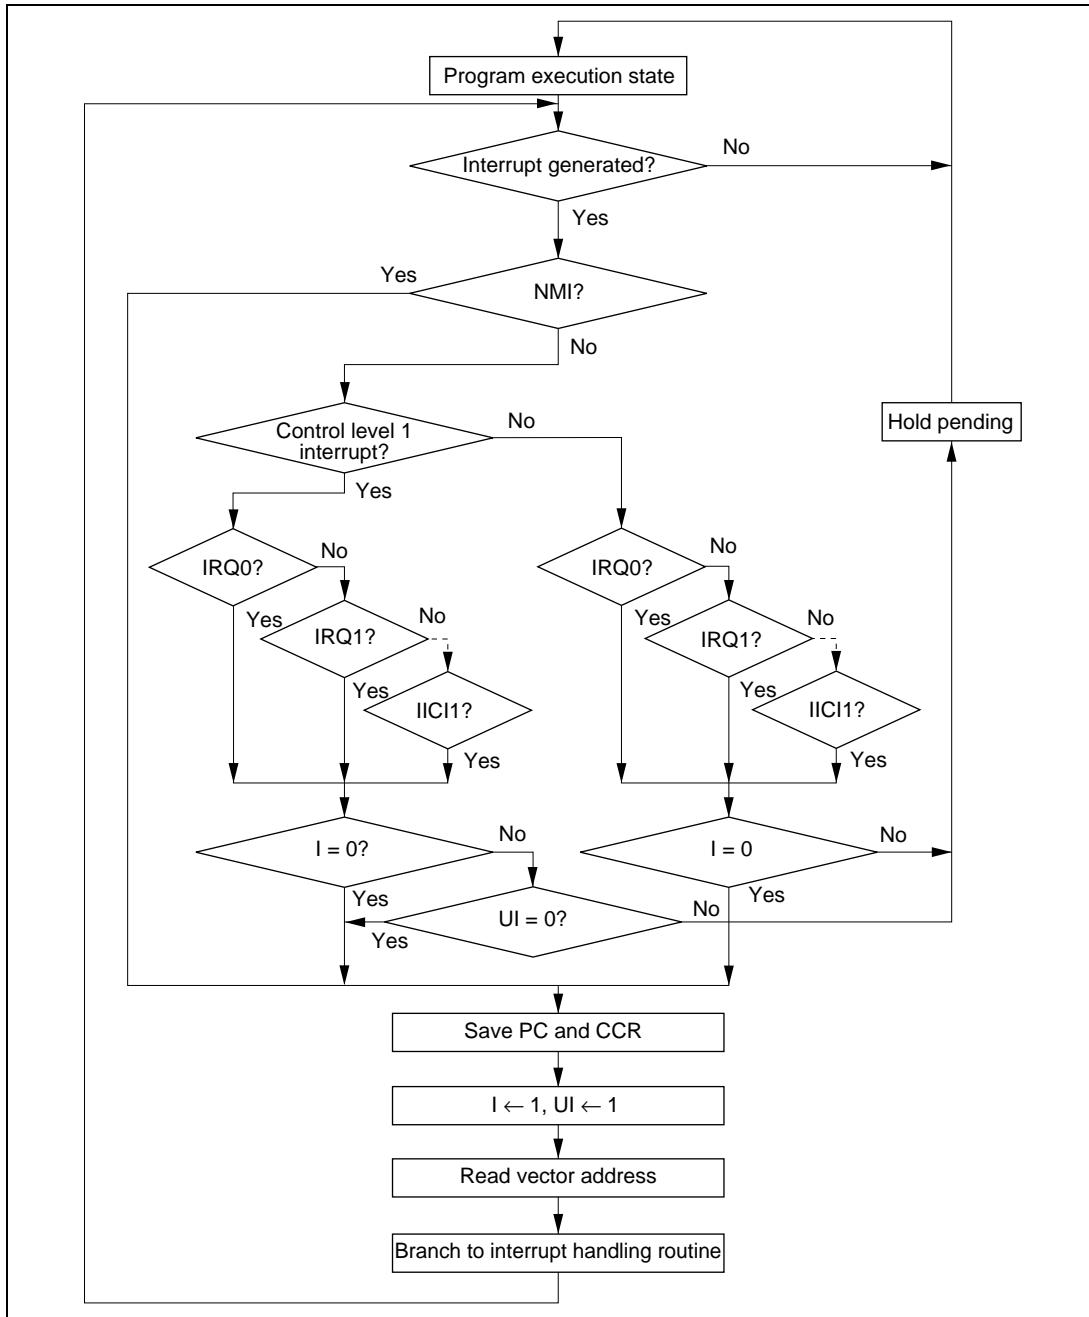 Program execution state
Interrupt generated?
No
Yes
Yes
NMI?
No
Control level 1
interrupt?
No
Hold pending
Yes
IRQ0?
No
IRQ0?
No
Yes
IRQ1?
No
Yes
IRQ1?
No
Yes
IICI1?
Yes
IICI1?
Yes
Yes
I = 0?
No
I = 0
No
Yes
UI = 0?
No
Yes
Yes
Save PC and CCR
I ← 1, UI ← 1
Read vector address
Branch to interrupt handling routine